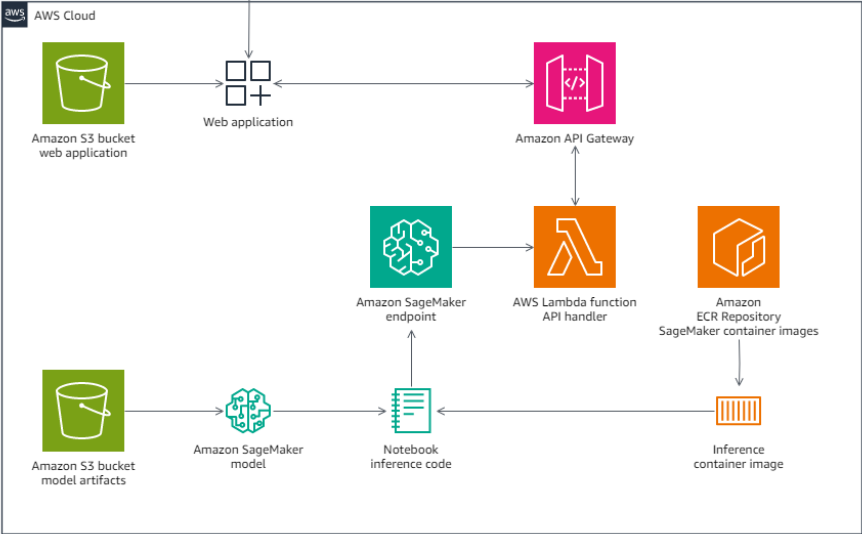 aws
AWS Cloud
Amazon S3 bucket
web application
Web application
</>
Amazon API Gateway
Amazon SageMaker
endpoint
AWS Lambda function
API handler
Amazon
ECR Repository
SageMaker container images
Amazon S3 bucket
model artifacts
Amazon SageMaker
model
Notebook
inference code
Inference
container image